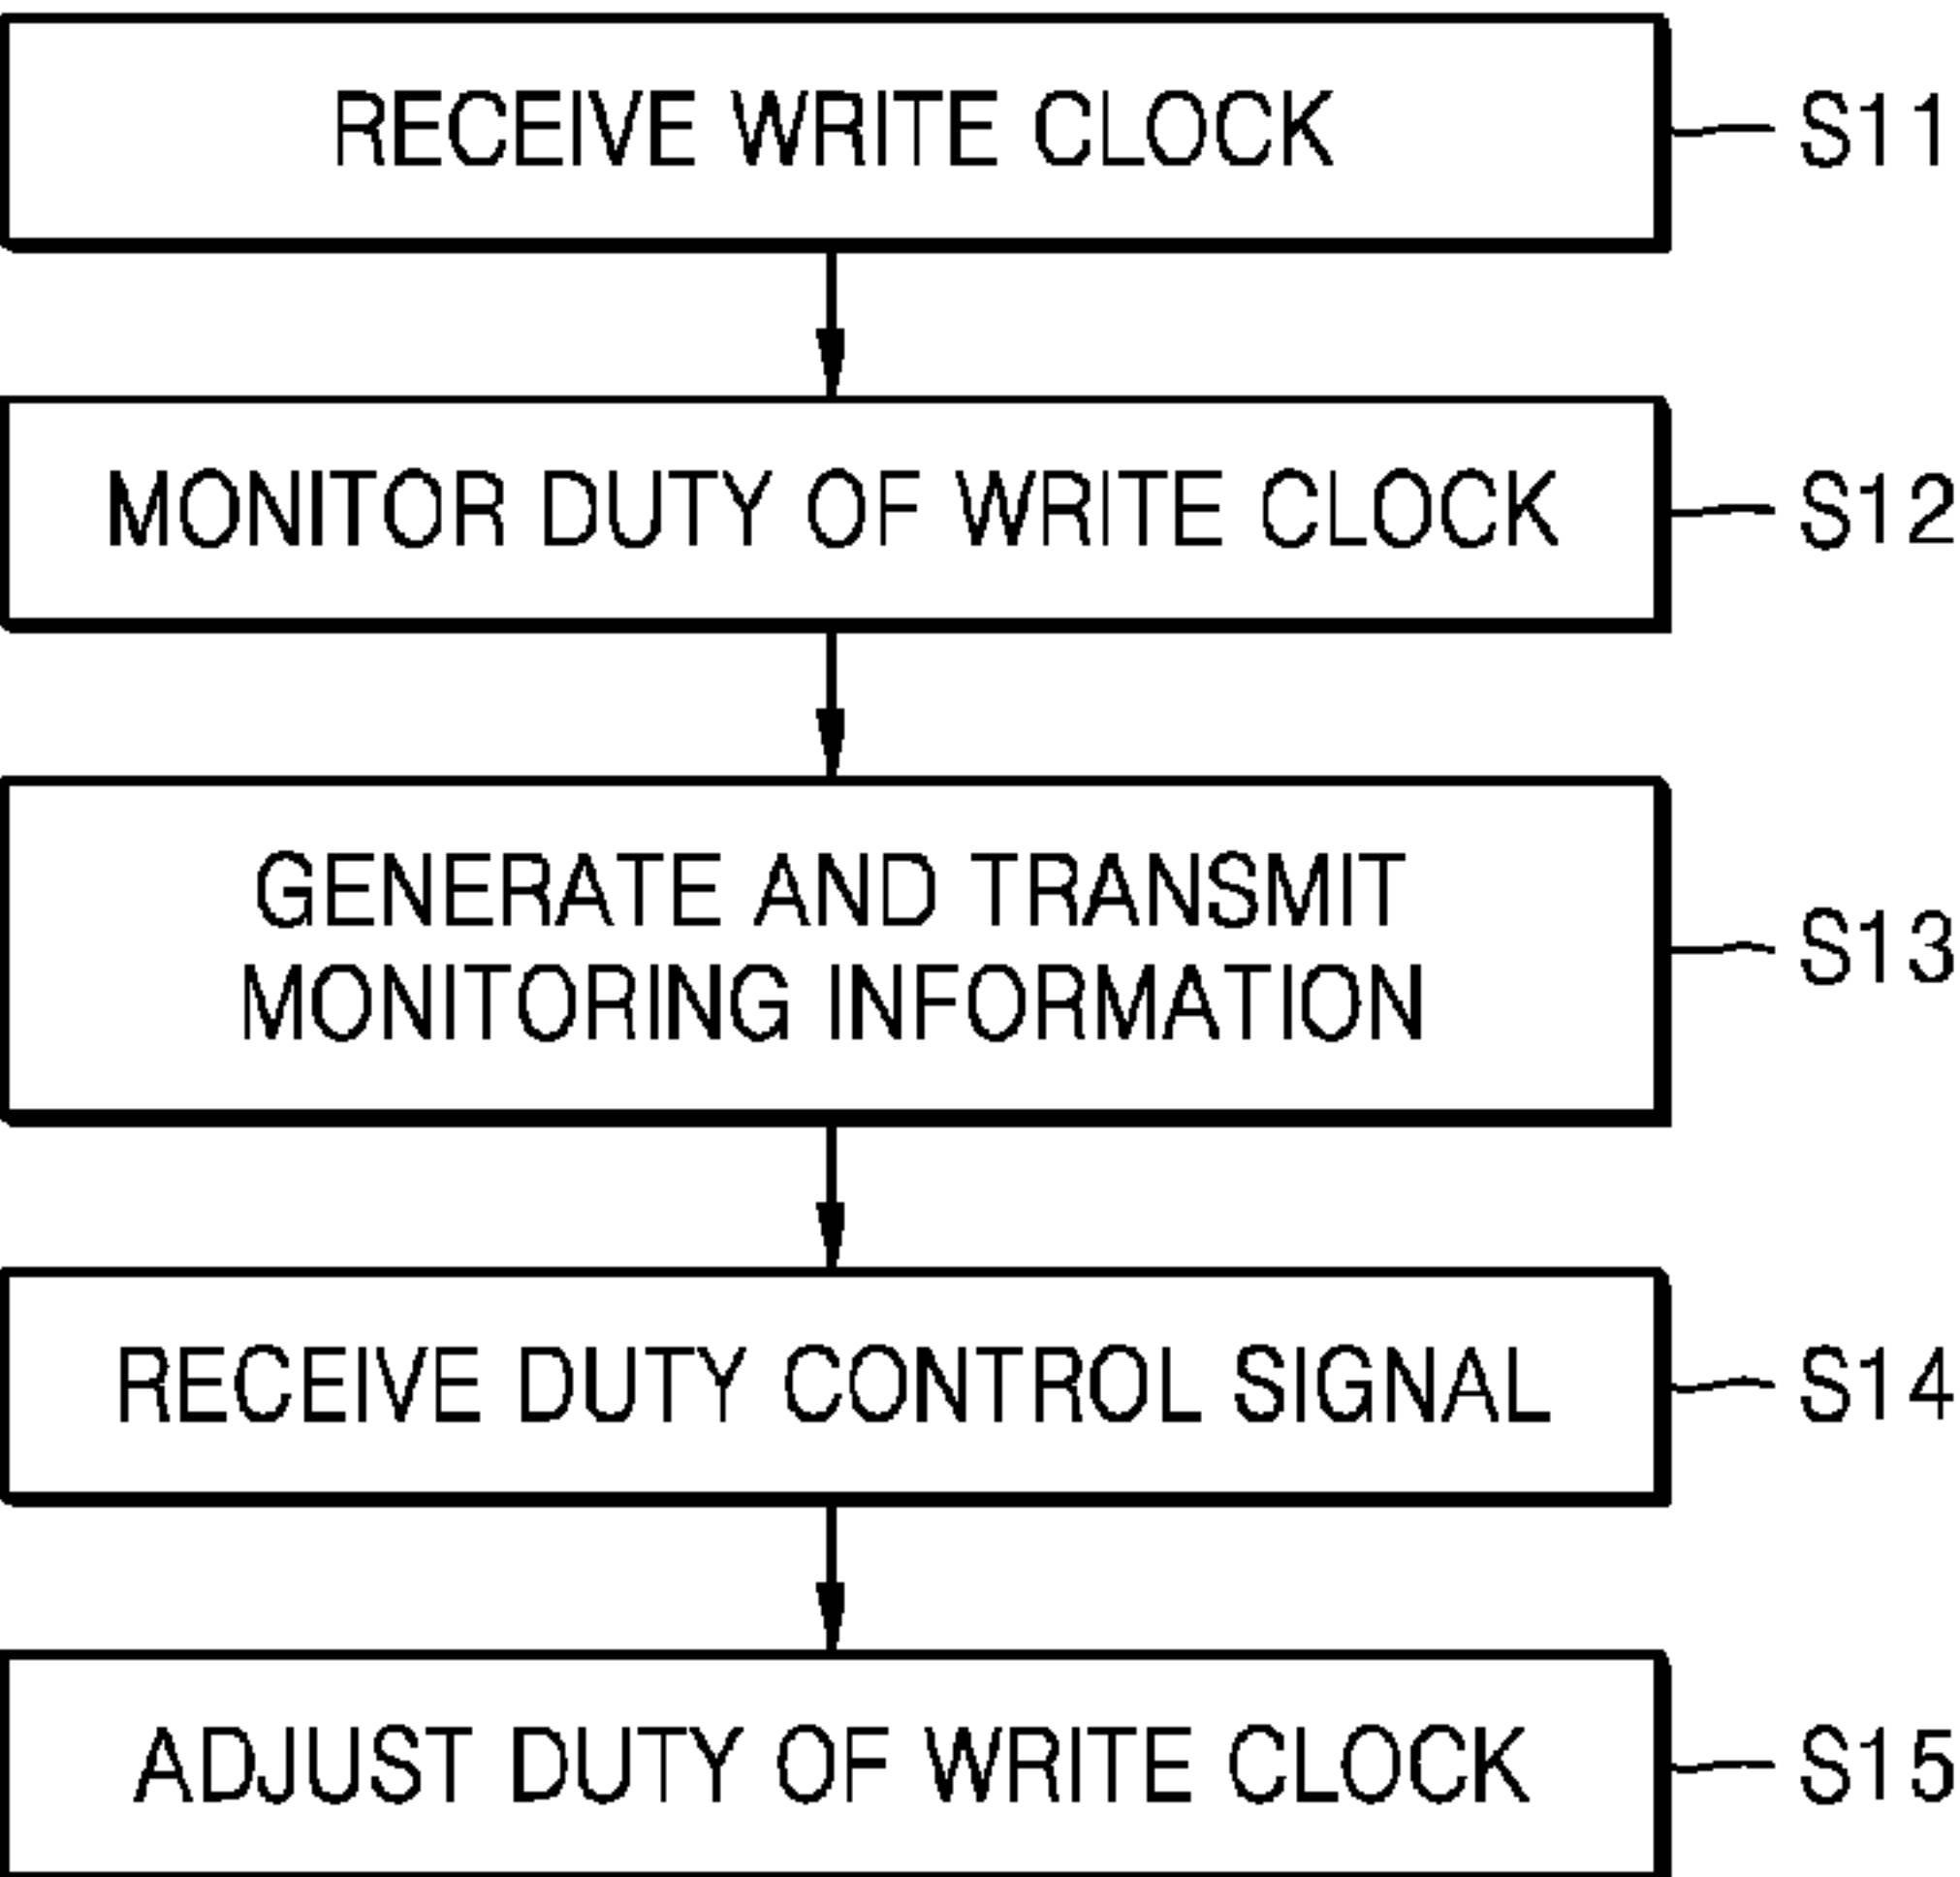 RECEIVE WRITE CLOCK S11
MONITOR DUTY OF WRITE CLOCK S12
GENERATE AND TRANSMIT
MONITORING INFORMATION S13
RECEIVE DUTY CONTROL SIGNAL S14
ADJUST DUTY OF WRITE CLOCK S15